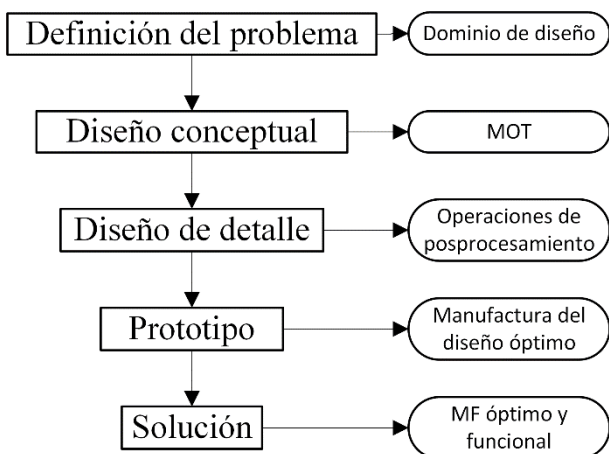 Definición del problema
Dominio de diseño
Diseño conceptual
MOT
Diseño de detalle
Operaciones de
posprocesamiento
Prototipo
Manufactura del
diseño óptimo
Solución
MF óptimo y
funcional